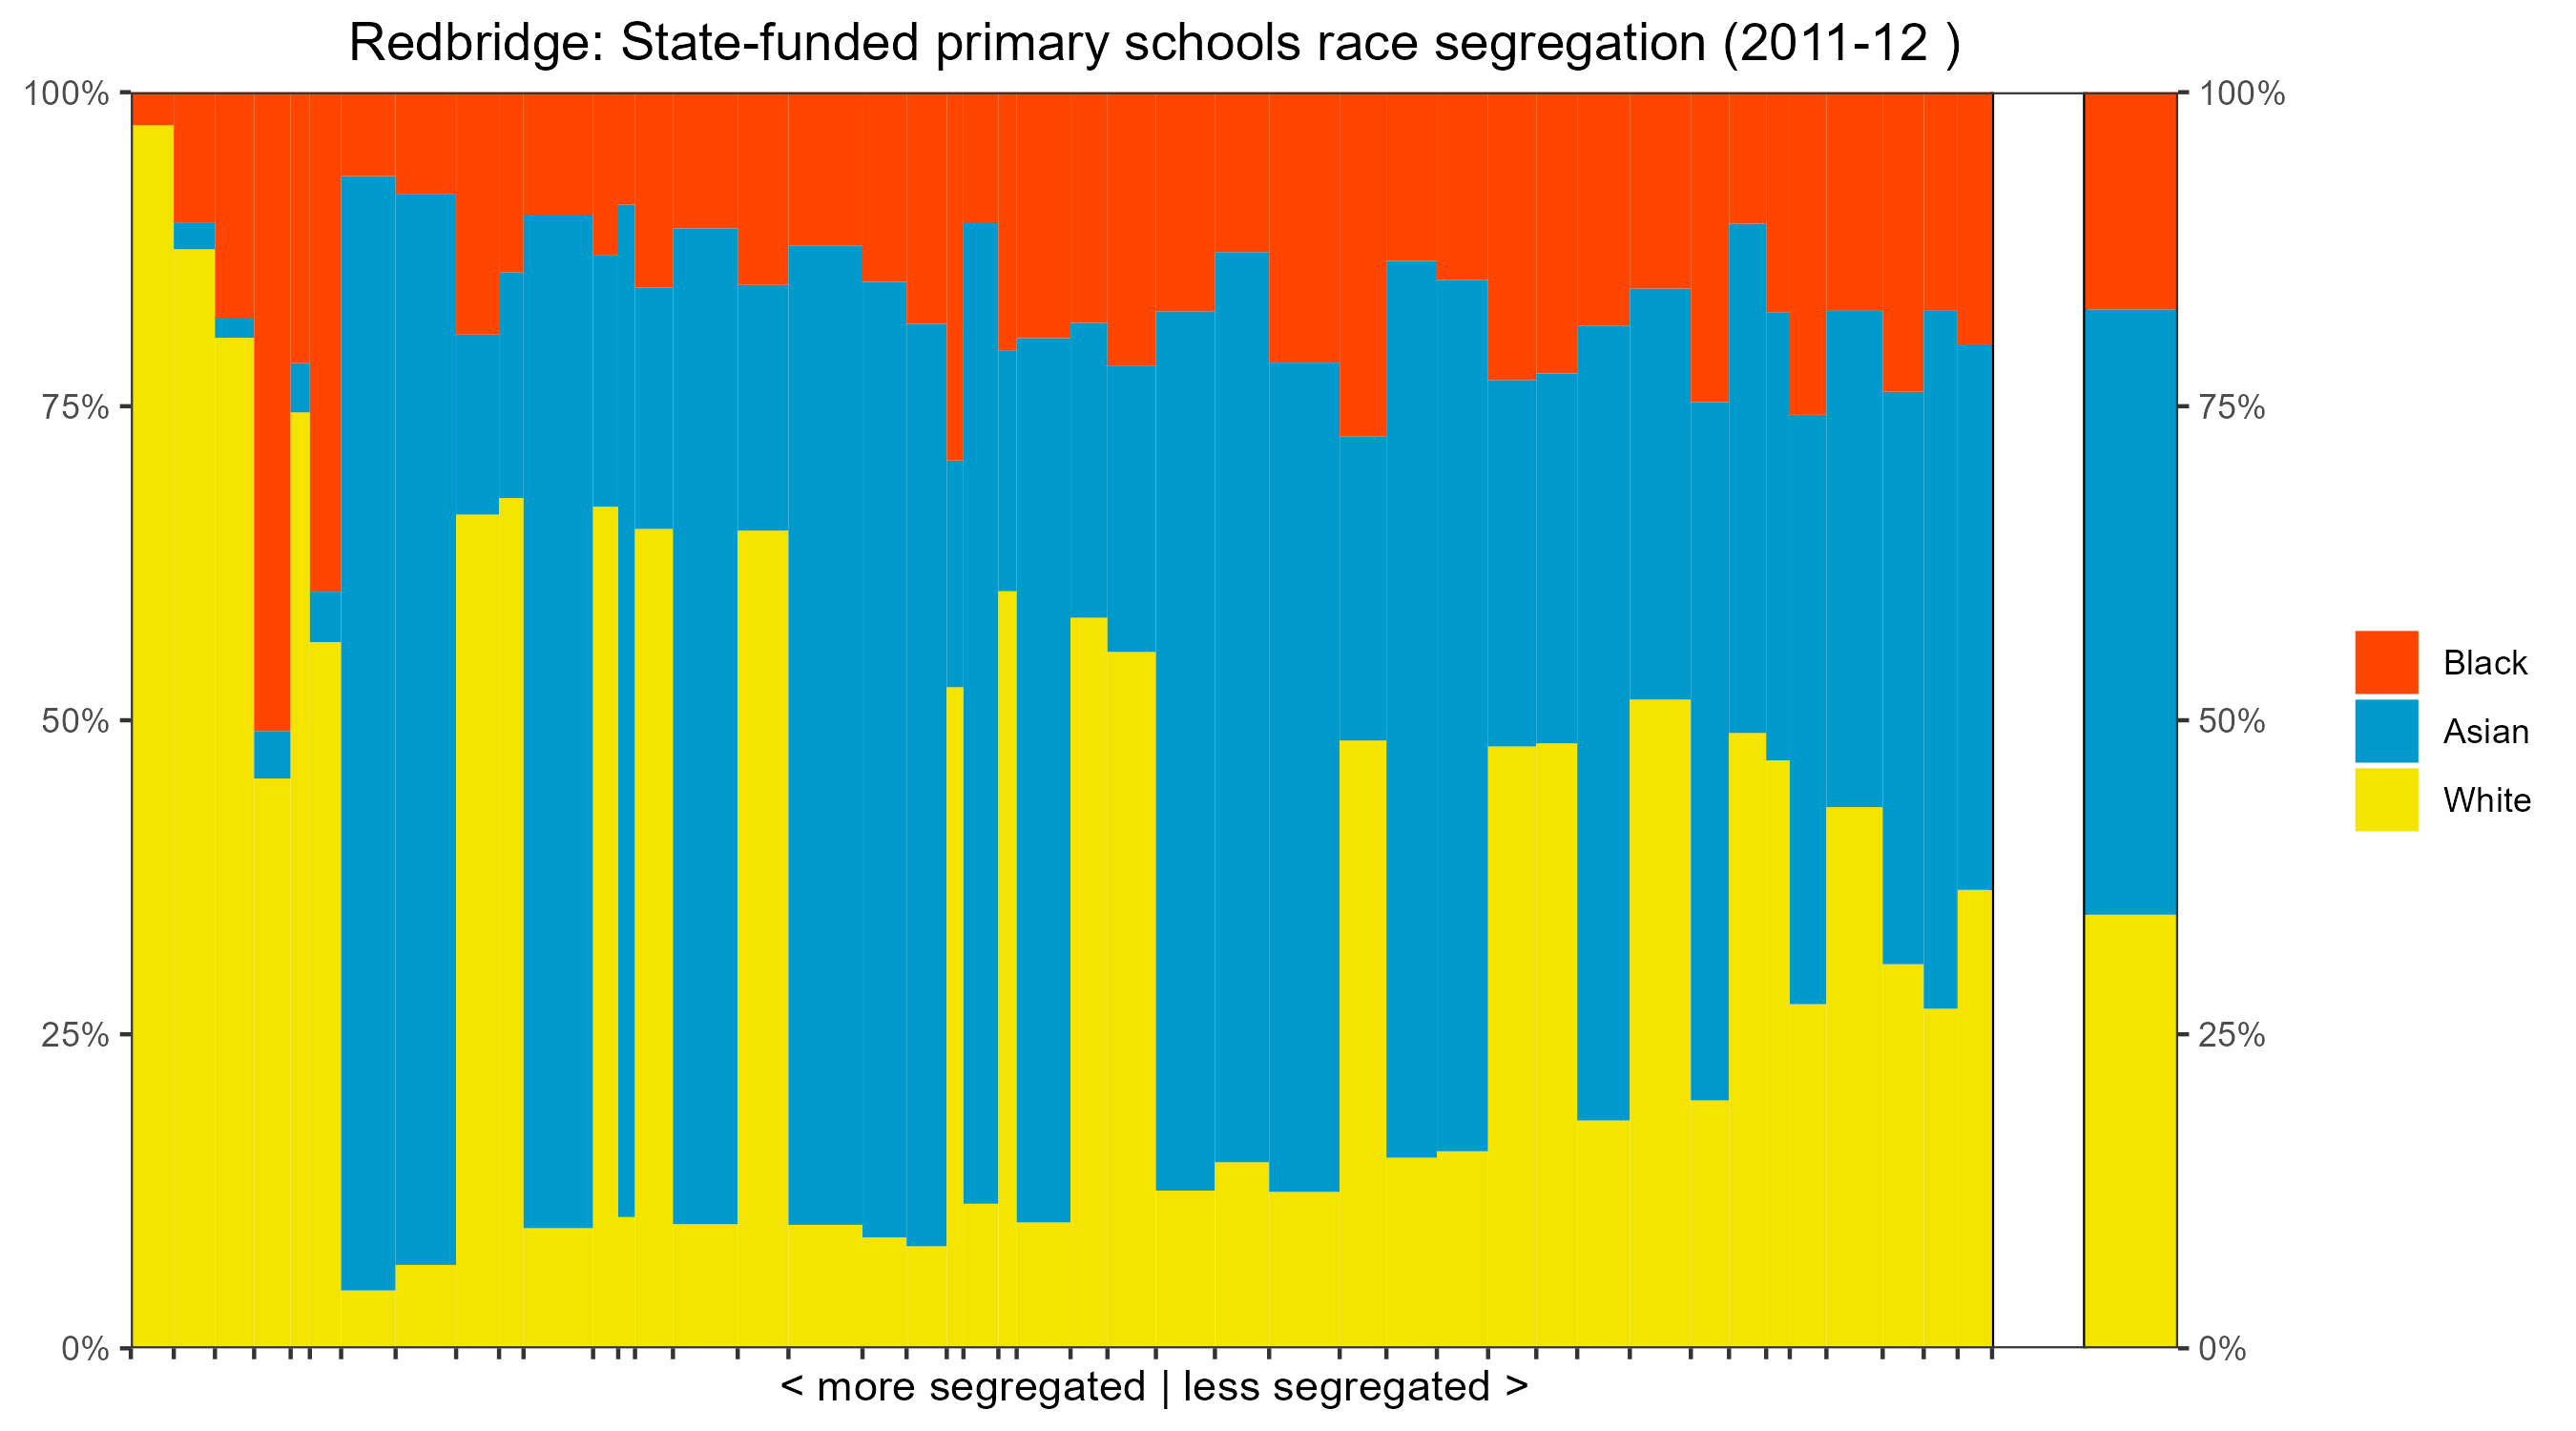 Redbridge: State-funded primary schools race segregation (2011-12 )
100%
75%
50%
25%
0%
100%
75%
50%
25%
0%
Black
Asian
White
< more segregated | less segregated >